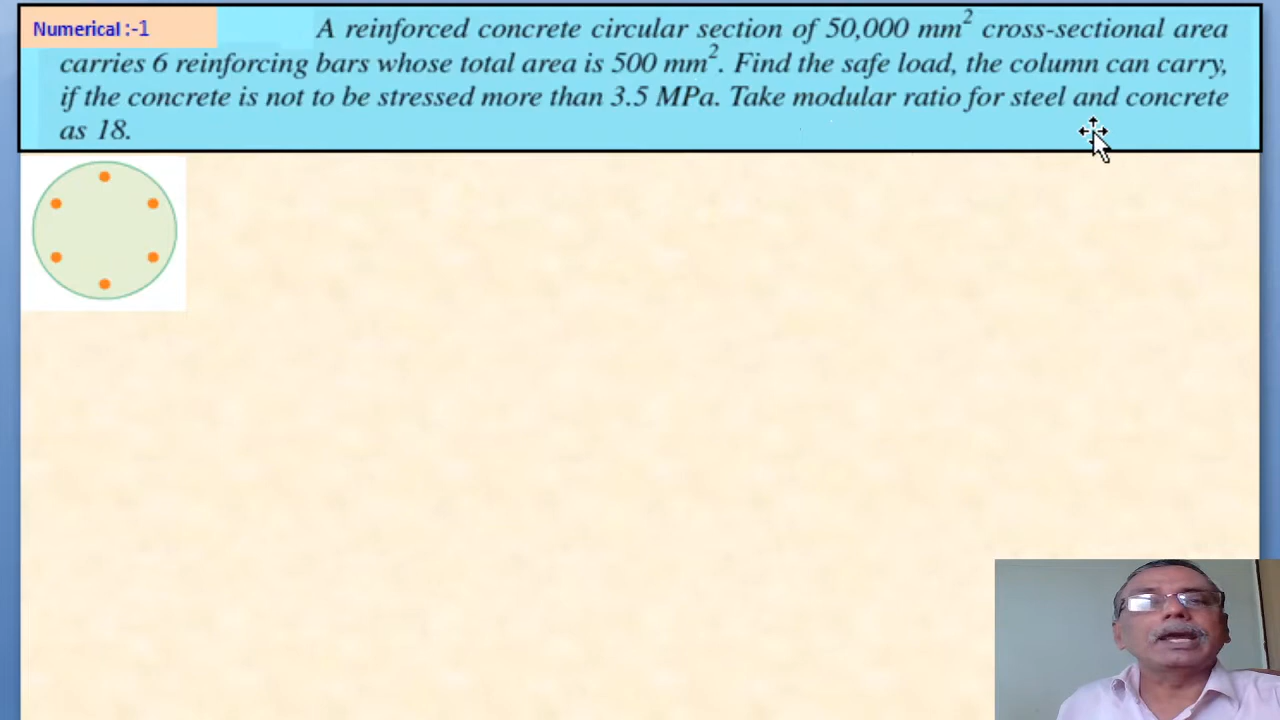 Numerical :-1
A reinforced concrete circular section of 50,000 mm² cross-sectional area
carries 6 reinforcing bars whose total area is 500 mm². Find the safe load, the column can carry,
if the concrete is not to be stressed more than 3.5 MPa. Take modular ratio for steel and concrete
as 18.